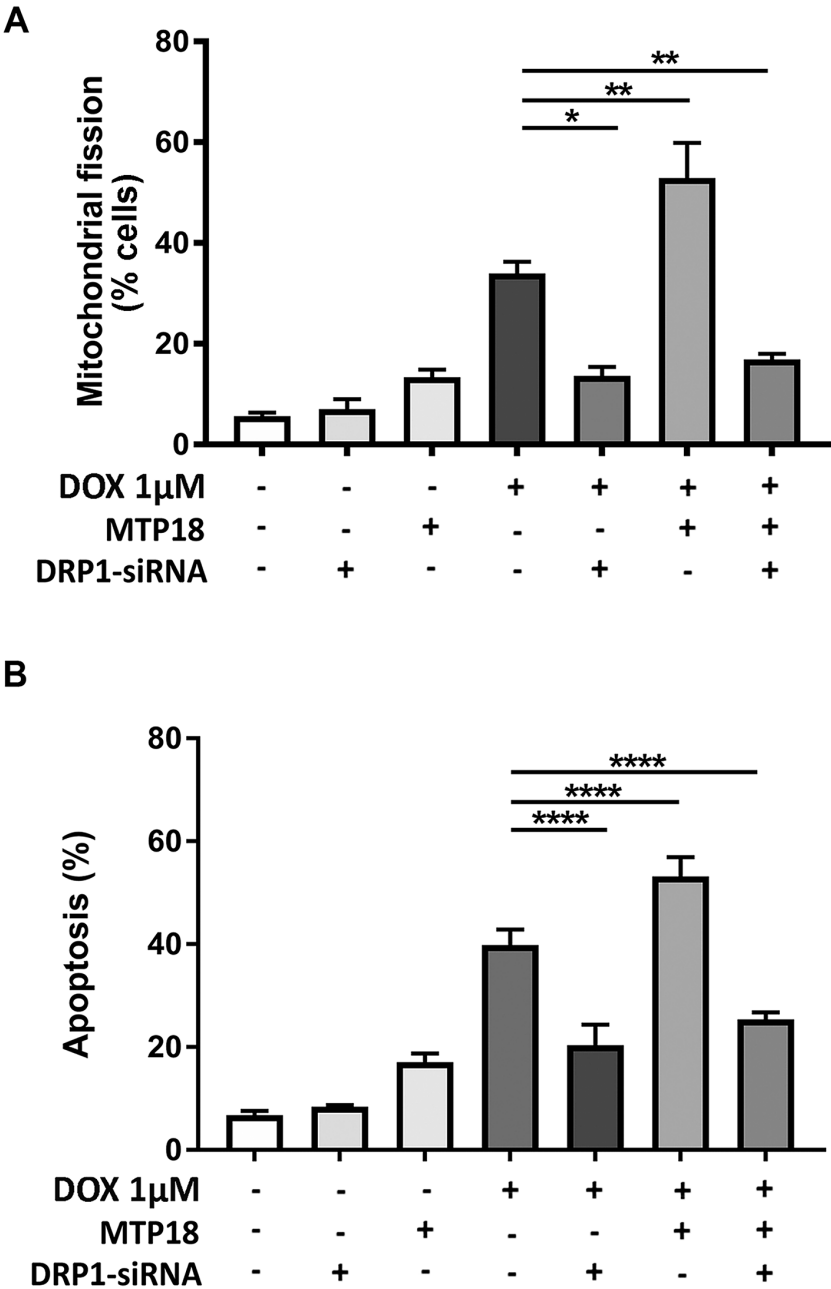 A
80
**
**
*
60
Mitochondrial fission
(% cells)
40
20
0
DOX 1µM - - - + + + +
MTP18 - - + - - + +
DRP1-siRNA - + - - + - +
B
80
****
****
****
60
Apoptosis (%)
40
20
0
DOX 1µM - - - + + + +
MTP18 - - + - - + +
DRP1-siRNA - + - - + - +